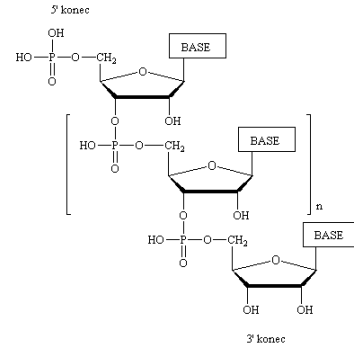 5' konec
OH
HO—P—O—CH2
O
O
BASE
O
OH
HO—P—O—CH2
O
O
BASE
O
OH
n
HO—P—O—CH2
O
O
BASE
OH
OH
3' konec